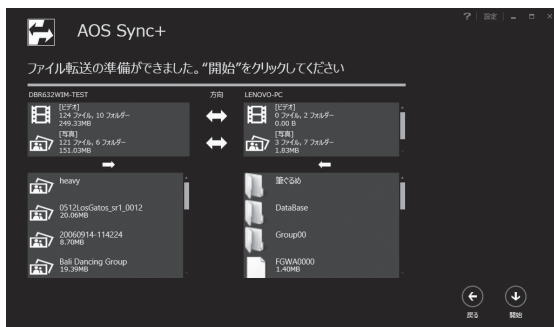 ? 設定
AOS Sync+
ファイル転送の準備ができました。“開始”をクリックしてください
DBR632WIM-TEST 方向 LENOVO-PC
[ビデオ]
124 ファイル, 10 フォルダー
249.33MB
[写真]
121 ファイル, 6 フォルダー
151.03MB
[ビデオ]
0 ファイル, 2 フォルダー
0.00 B
[写真]
3 ファイル, 7 フォルダー
1.83MB
heavy
0512LosGatos_sr1_0012
20.06MB
20060914-114224
8.70MB
Bali Dancing Group
19.39MB
筆ぐるめ
DataBase
Group00
FGWA0000
1.40MB
戻る 開始